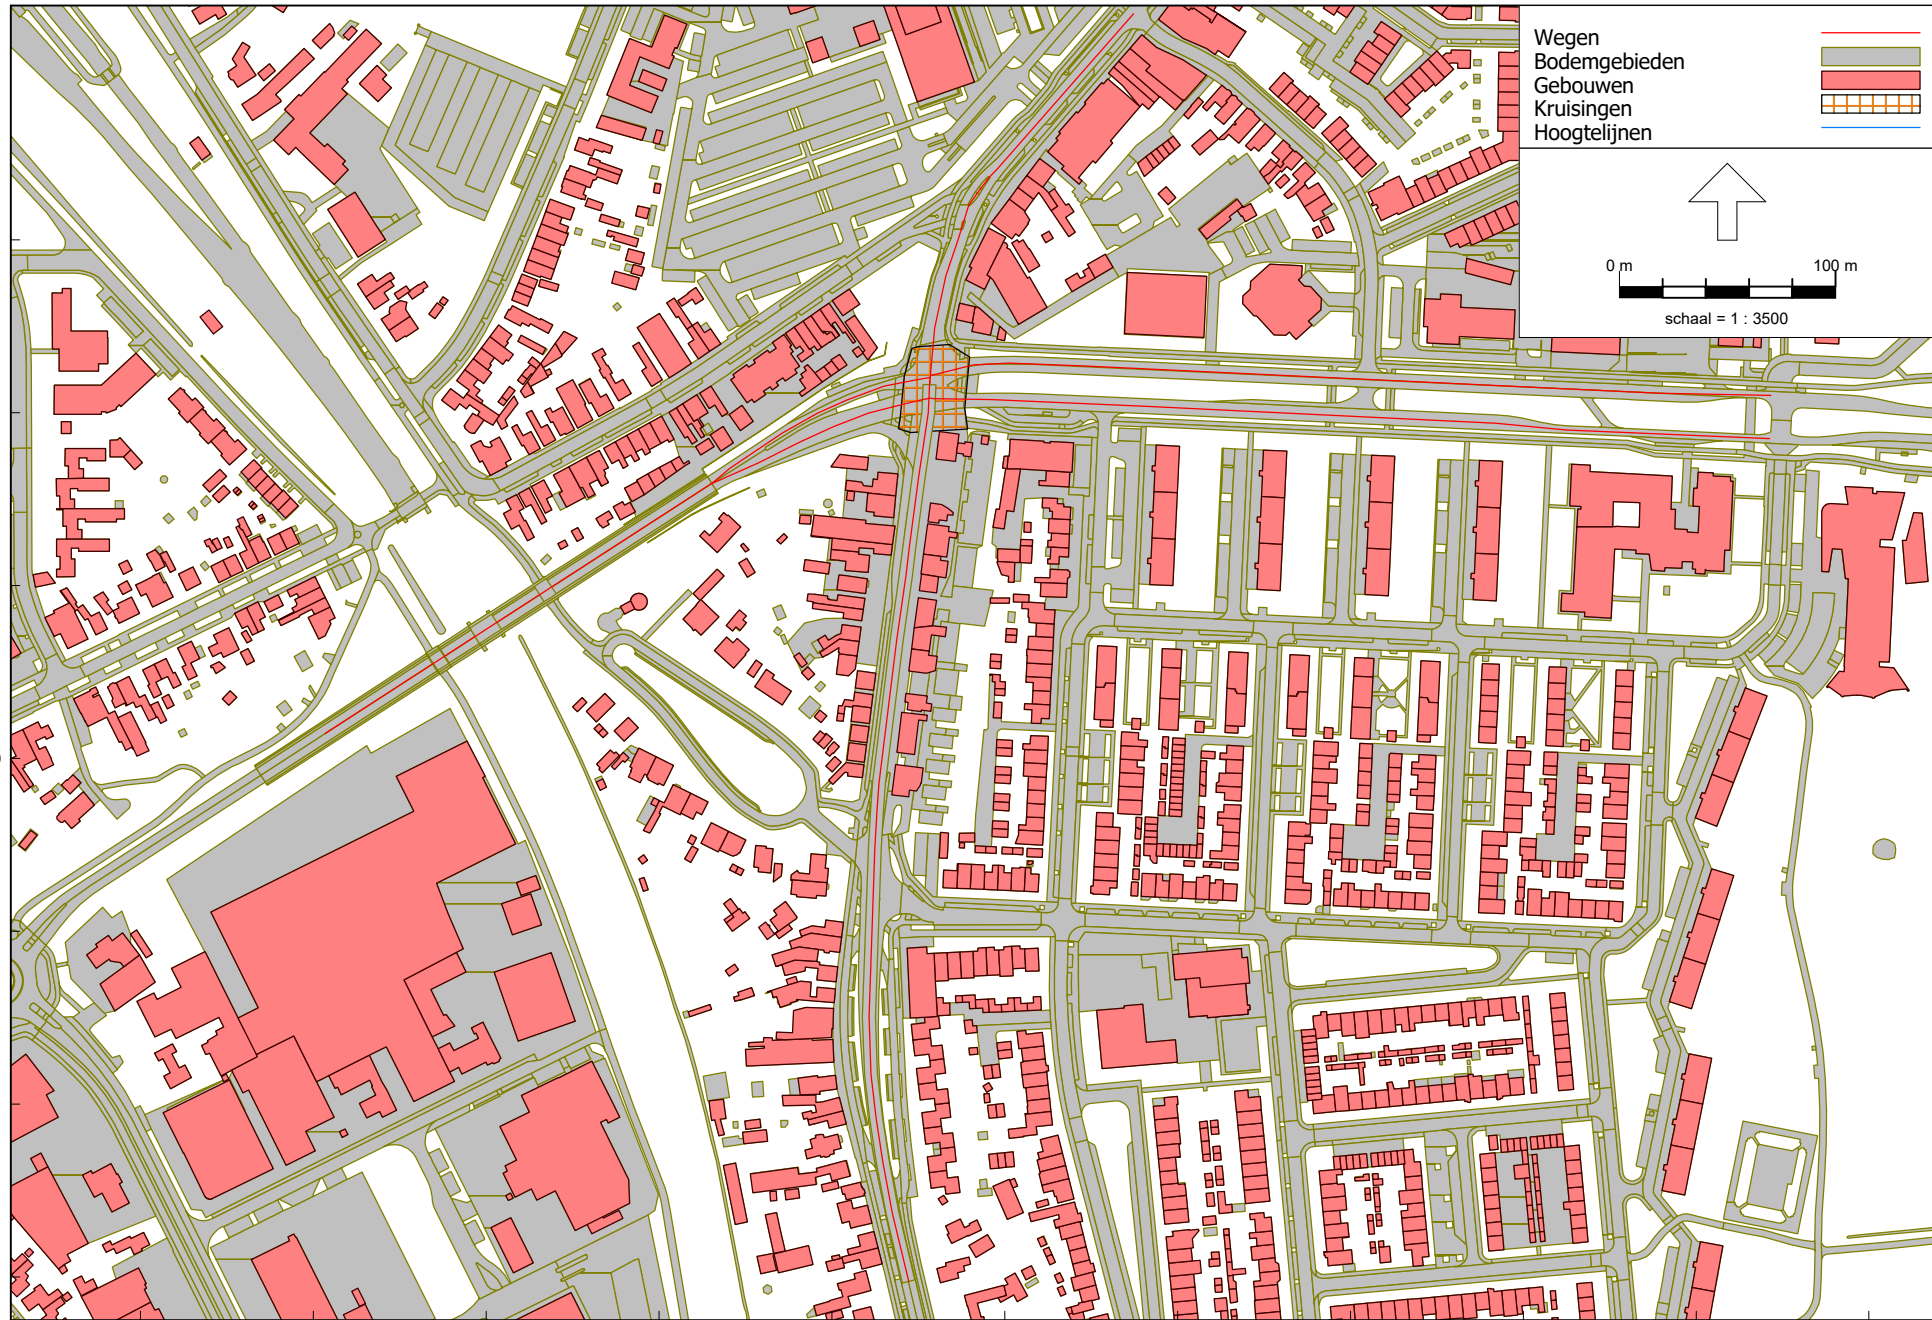 Wegen
Bodemgebieden
Gebouwen
Kruisingen
Hoogtelijnen
0 m 100 m
schaal = 1 : 3500